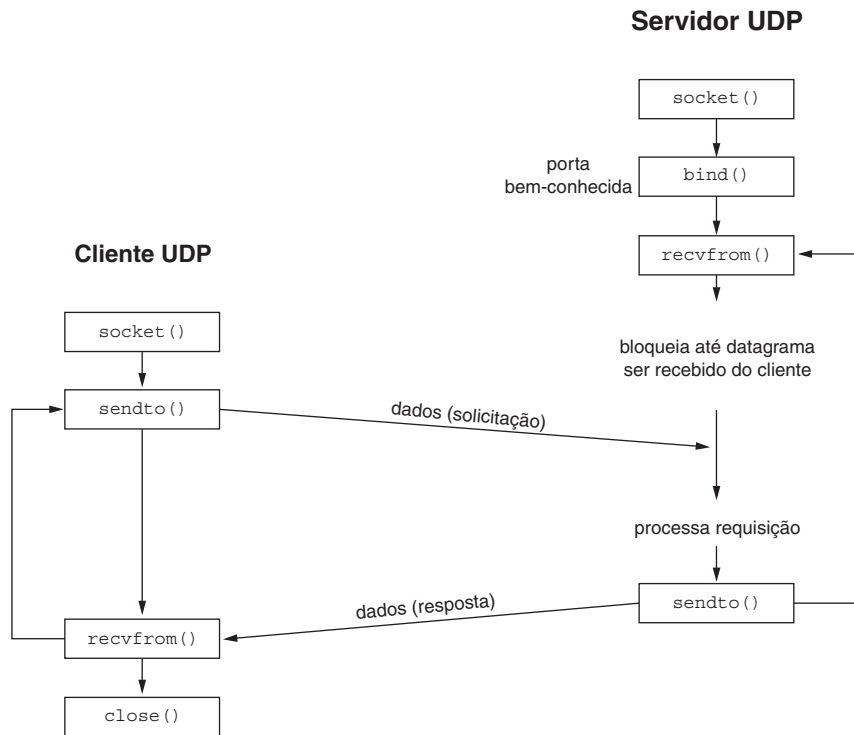 Servidor UDP
socket()
porta
bem-conhecida
bind()
Cliente UDP
recvfrom()
socket()
bloqueia até datagrama
ser recebido do cliente
sendto()
dados (solicitação)
processa requisição
dados (resposta)
sendto()
recvfrom()
close()